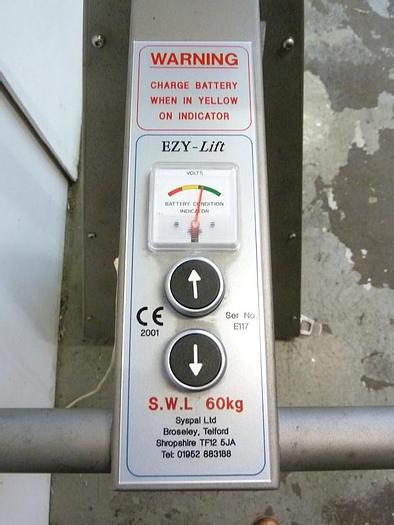 WARNING
CHARGE BATTERY
WHEN IN YELLOW
ON INDICATOR
EZY-Lift
VOLTS
BATTERY CONDITION
INDICATOR
CE
2001
Ser No.
E117
S.W.L 60kg
Syspal Ltd
Broseley, Telford
Shropshire TF12 5JA
Tel: 01952 883188